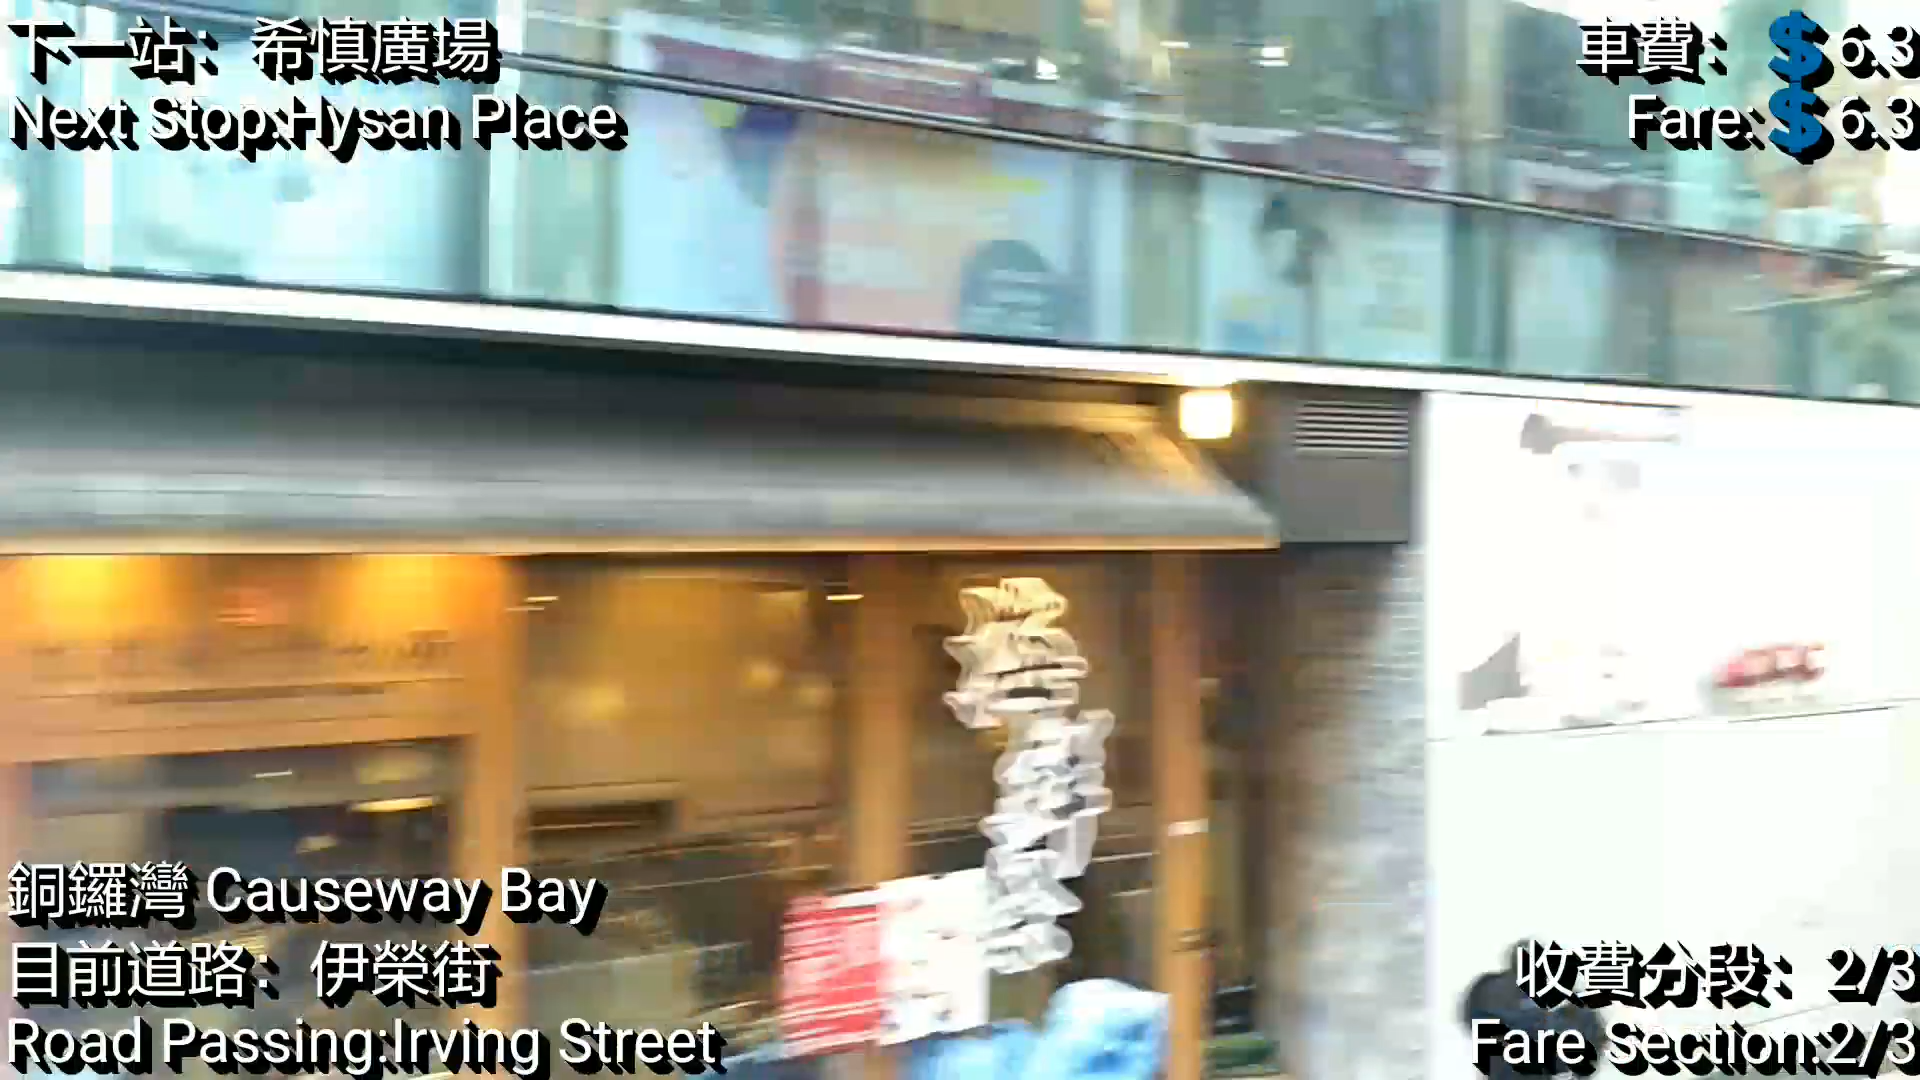 下一站：希慎廣場
Next Stop:Hysan Place
車費：💲6.3
Fare:💲6.3
銅鑼灣 Causeway Bay
目前道路：伊榮街
Road Passing:Irving Street
收費分段：2/3
Fare Section:2/3